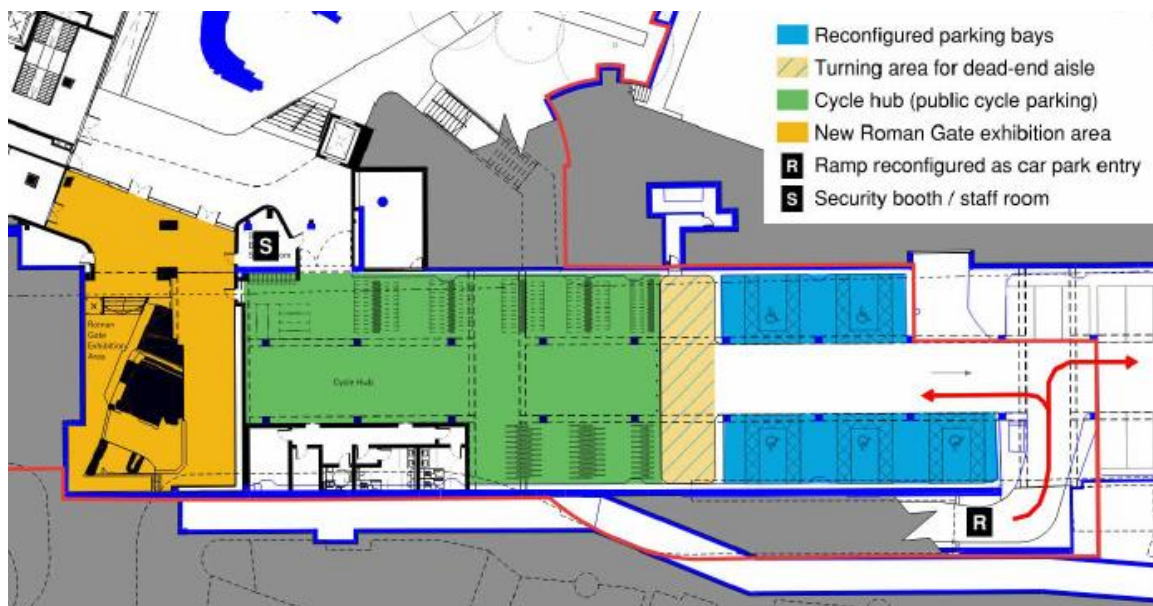 Reconfigured parking bays
Turning area for dead-end aisle
Cycle hub (public cycle parking)
New Roman Gate exhibition area
R Ramp reconfigured as car park entry
S Security booth / staff room
S
Roman
Gate
Exhibition
Area
Cycle Hub
R